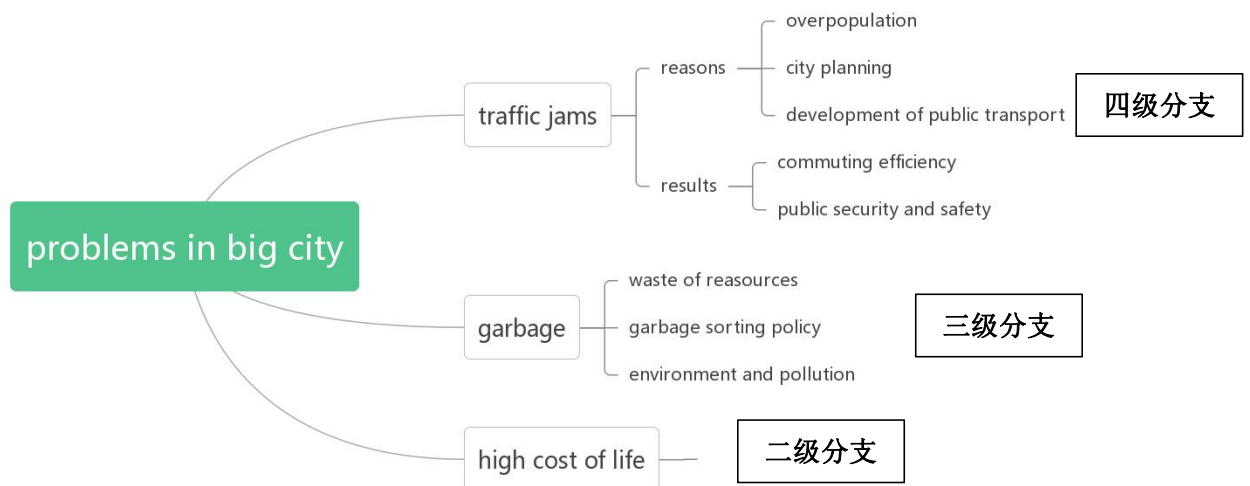 problems in big city
traffic jams
reasons
overpopulation
city planning
development of public transport
四级分支
results
commuting efficiency
public security and safety
garbage
waste of reasources
garbage sorting policy
environment and pollution
三级分支
high cost of life
二级分支